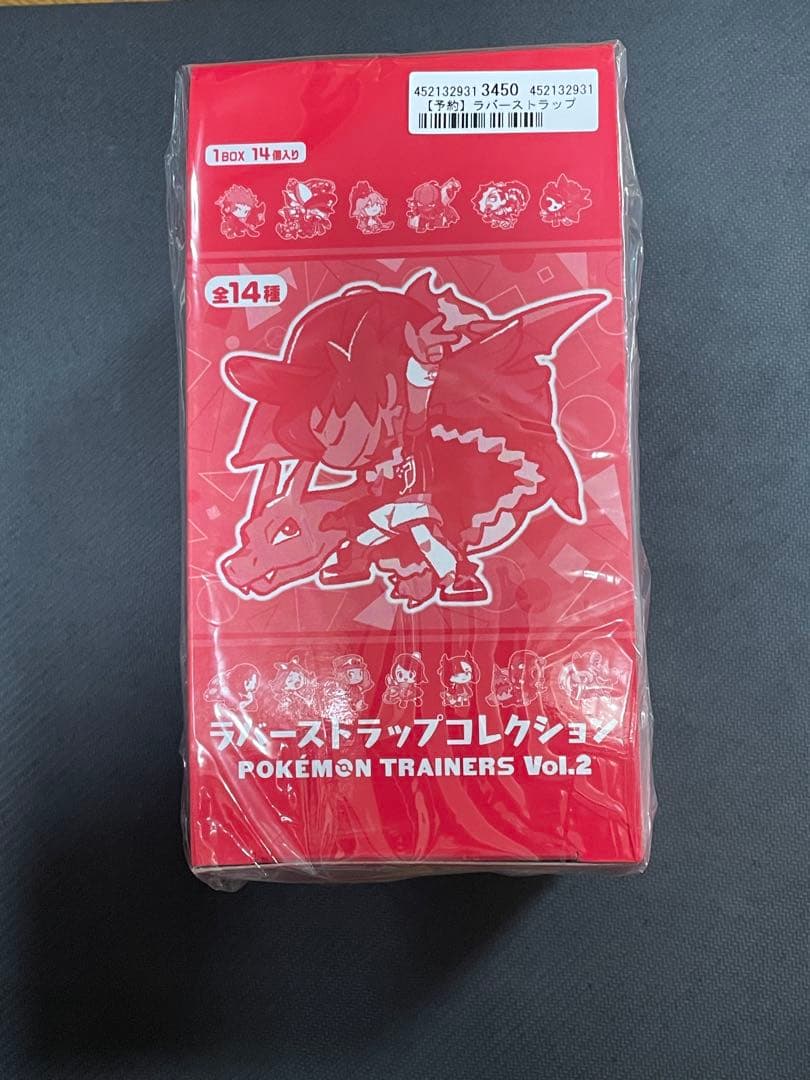 452132931 3450 452132931
【予約】ラバーストラップ
1BOX 14個入り
全14種
ラバーストラップコレクション
POKÉMON TRAINERS Vol.2